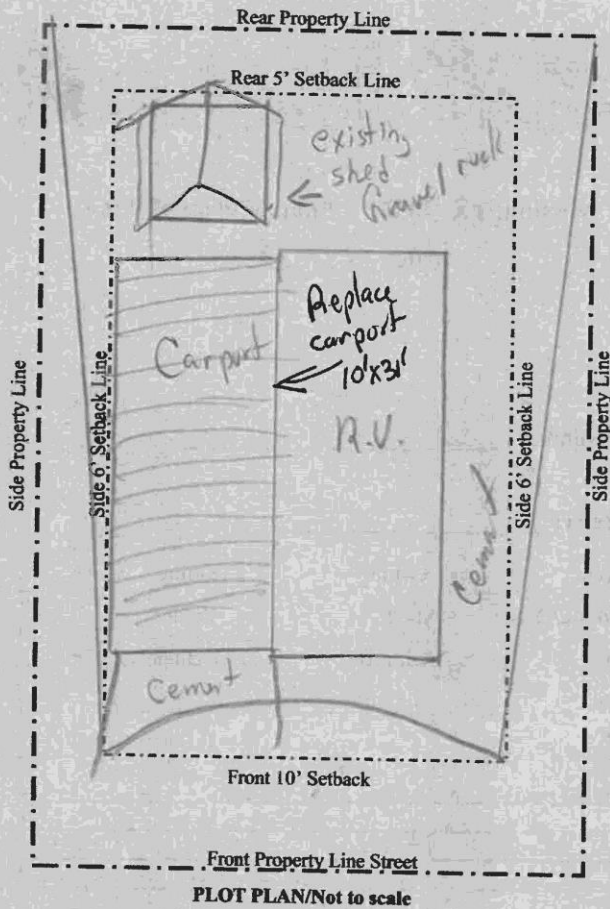 Rear Property Line
Rear 5' Setback Line
existing
shed
Gravel rock
Replace
carport
10'x31'
Carport
R.V.
Side Property Line
Side 6' Setback Line
Side 6' Setback Line
Side Property Line
Cement
Cement
Front 10' Setback
Front Property Line Street
PLOT PLAN/Not to scale